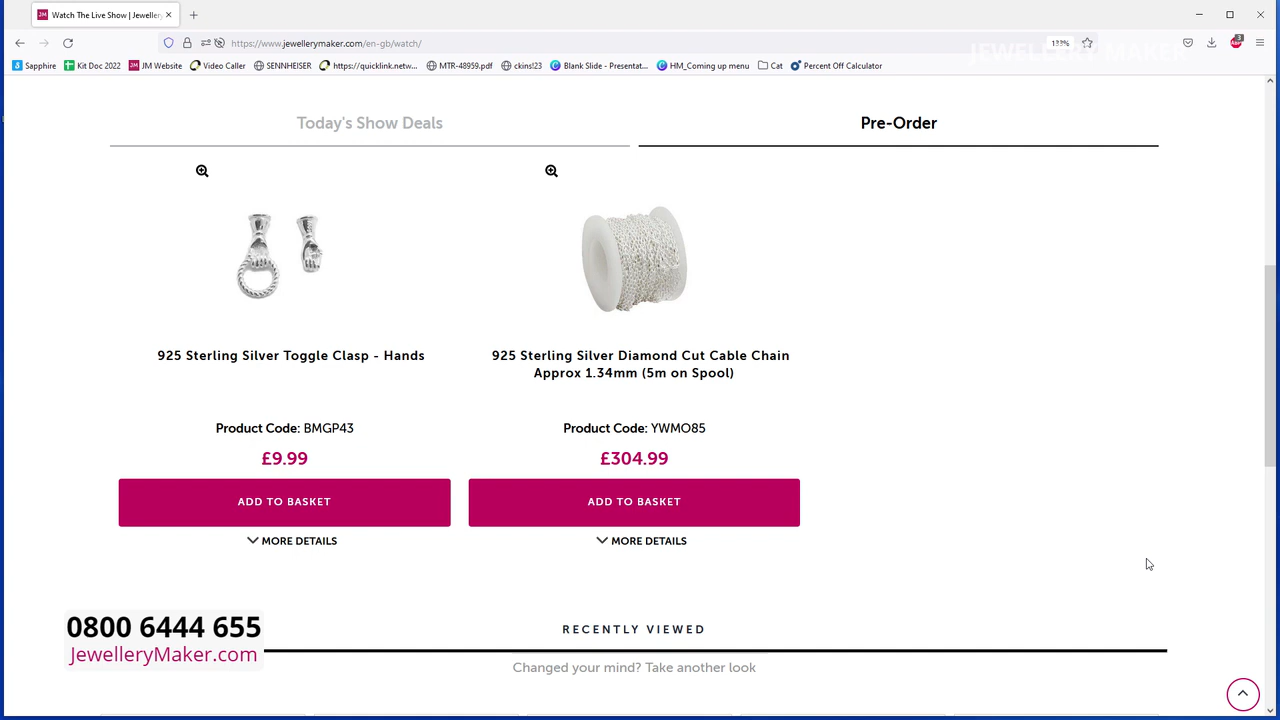 Watch The Live Show | Jeweller
https://www.jewellerymaker.com/en-gb/watch/
133%
JEWELLERY MAKER
Sapphire
Kit Doc 2022
JM Website
Video Caller
SENNHEISER
https://quicklink.netw...
MTR-48959.pdf
ckins!23
Blank Slide - Presentat...
HM_Coming up menu
Cat
Percent Off Calculator
Today's Show Deals
Pre-Order
925 Sterling Silver Toggle Clasp - Hands
Product Code: BMGP43
£9.99
ADD TO BASKET
MORE DETAILS
925 Sterling Silver Diamond Cut Cable Chain
Approx 1.34mm (5m on Spool)
Product Code: YWMO85
£304.99
ADD TO BASKET
MORE DETAILS
0800 6444 655
JewelleryMaker.com
RECENTLY VIEWED
Changed your mind? Take another look